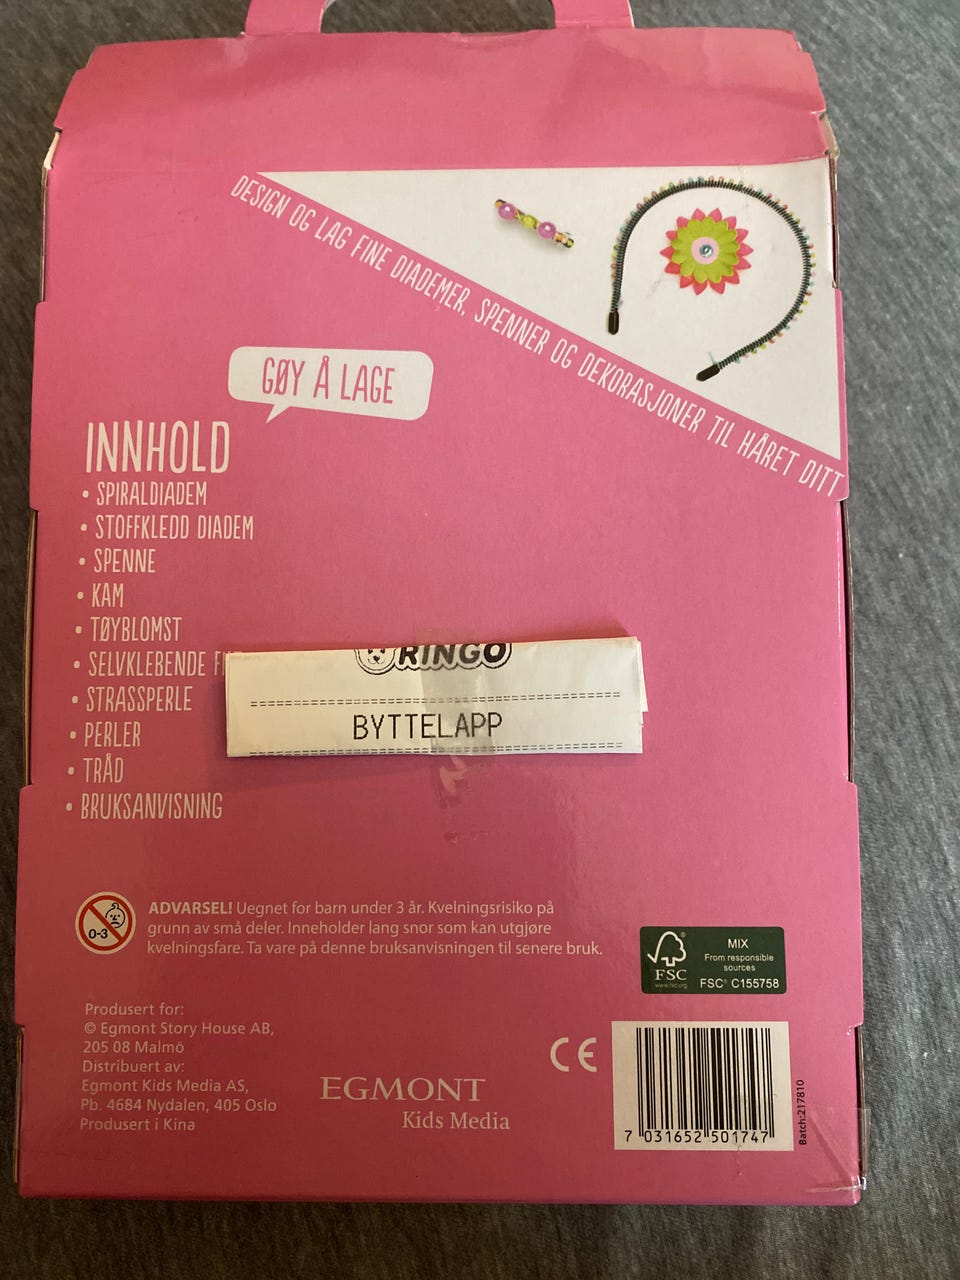 DESIGN OG LAG FINE DIADEMER, SPENNER OG DEKORASJONER TIL HÅRET DITT
GØY Å LAGE
INNHOLD
• SPIRALDIADEM
• STOFFKLEDD DIADEM
• SPENNE
• KAM
• TØYBLOMST
• SELVKLEBENDE
• STRASSPERLE
• PERLER
• TRÅD
• BRUKSANVISNING
RINGO
BYTTELAPP
0-3
ADVARSEL! Uegnet for barn under 3 år. Kvelningsrisiko på
grunn av små deler. Inneholder lang snor som kan utgjøre
kvelningsfare. Ta vare på denne bruksanvisningen til senere bruk.
FSC
www.fsc.org
MIX
From responsible
sources
FSC® C155758
Produsert for:
© Egmont Story House AB,
205 08 Malmö
Distribuert av:
Egmont Kids Media AS,
Pb. 4684 Nydalen, 405 Oslo
Produsert i Kina
EGMONT
Kids Media
CE
7 031652 501747
Batch:217810